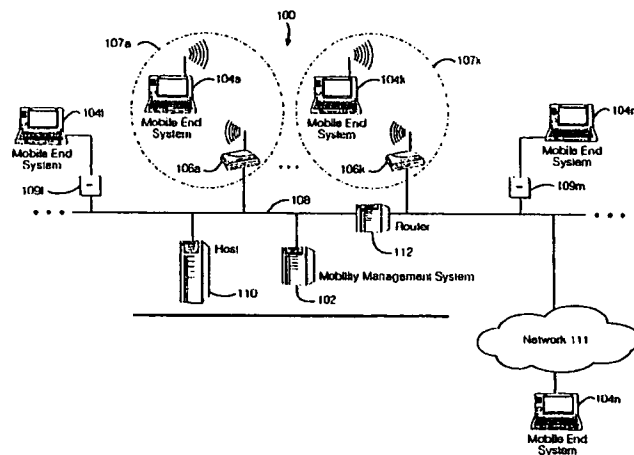 100
107a
107k
104a
104k
Mobile End
System
Mobile End
System
104l
Mobile End
System
104m
Mobile End
System
106a
...
106k
109l
109m
...
108
...
Router
112
Host
110
Mobility Management System
102
Network 111
104n
Mobile End
System